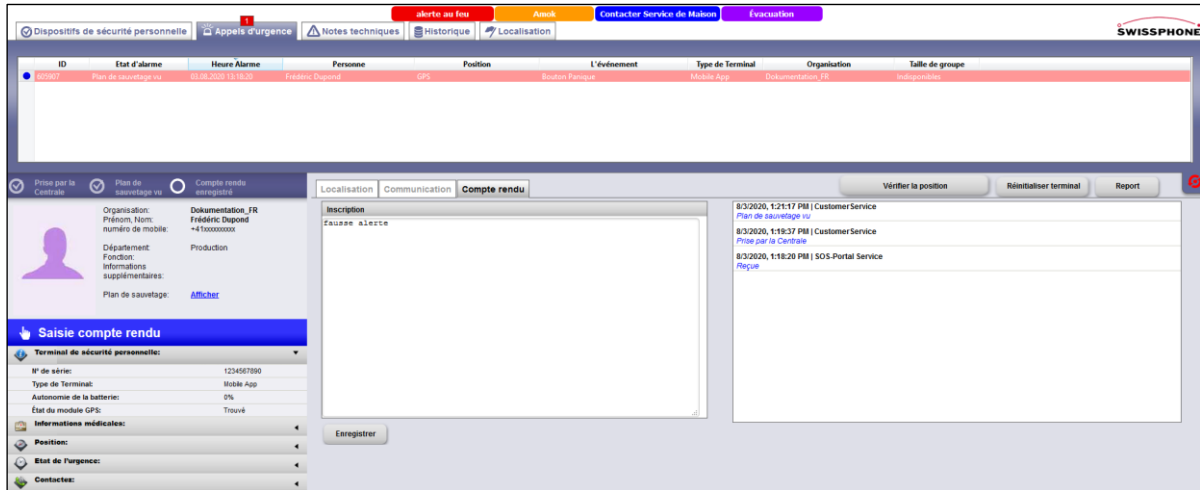 alerte au feu Amok Contacter Service de Maison Évacuation
1
Dispositifs de sécurité personnelle Appels d'urgence Notes techniques Historique Localisation
SWISSPHONE
ID Etat d'alarme Heure Alarme Personne Position L'événement Type de Terminal Organisation Taille de groupe
605907 Plan de sauvetage vu 03.08.2020 13:18:20 Frédéric Dupond GPS Bouton Panique Mobile App Dokumentation_FR Indisponibles
Prise par la Centrale Plan de sauvetage vu Compte rendu enregistré
Localisation Communication Compte rendu Vérifier la position Réinitialiser terminal Report
Organisation: Dokumentation_FR
Prénom, Nom: Frédéric Dupond
numéro de mobile: +41xxxxxxxxx
Département: Production
Fonction:
Informations
supplémentaires:
Plan de sauvetage: Afficher
Saisie compte rendu
Terminal de sécurité personnelle:
N° de série: 1234567890
Type de Terminal: Mobile App
Autonomie de la batterie: 0%
État du module GPS: Trouvé
Informations médicales:
Position:
Etat de l'urgence:
Contactez:
Inscription
fausse alerte
Enregistrer
8/3/2020, 1:21:17 PM | CustomerService
Plan de sauvetage vu
8/3/2020, 1:19:37 PM | CustomerService
Prise par la Centrale
8/3/2020, 1:18:20 PM | SOS-Portal Service
Reçue